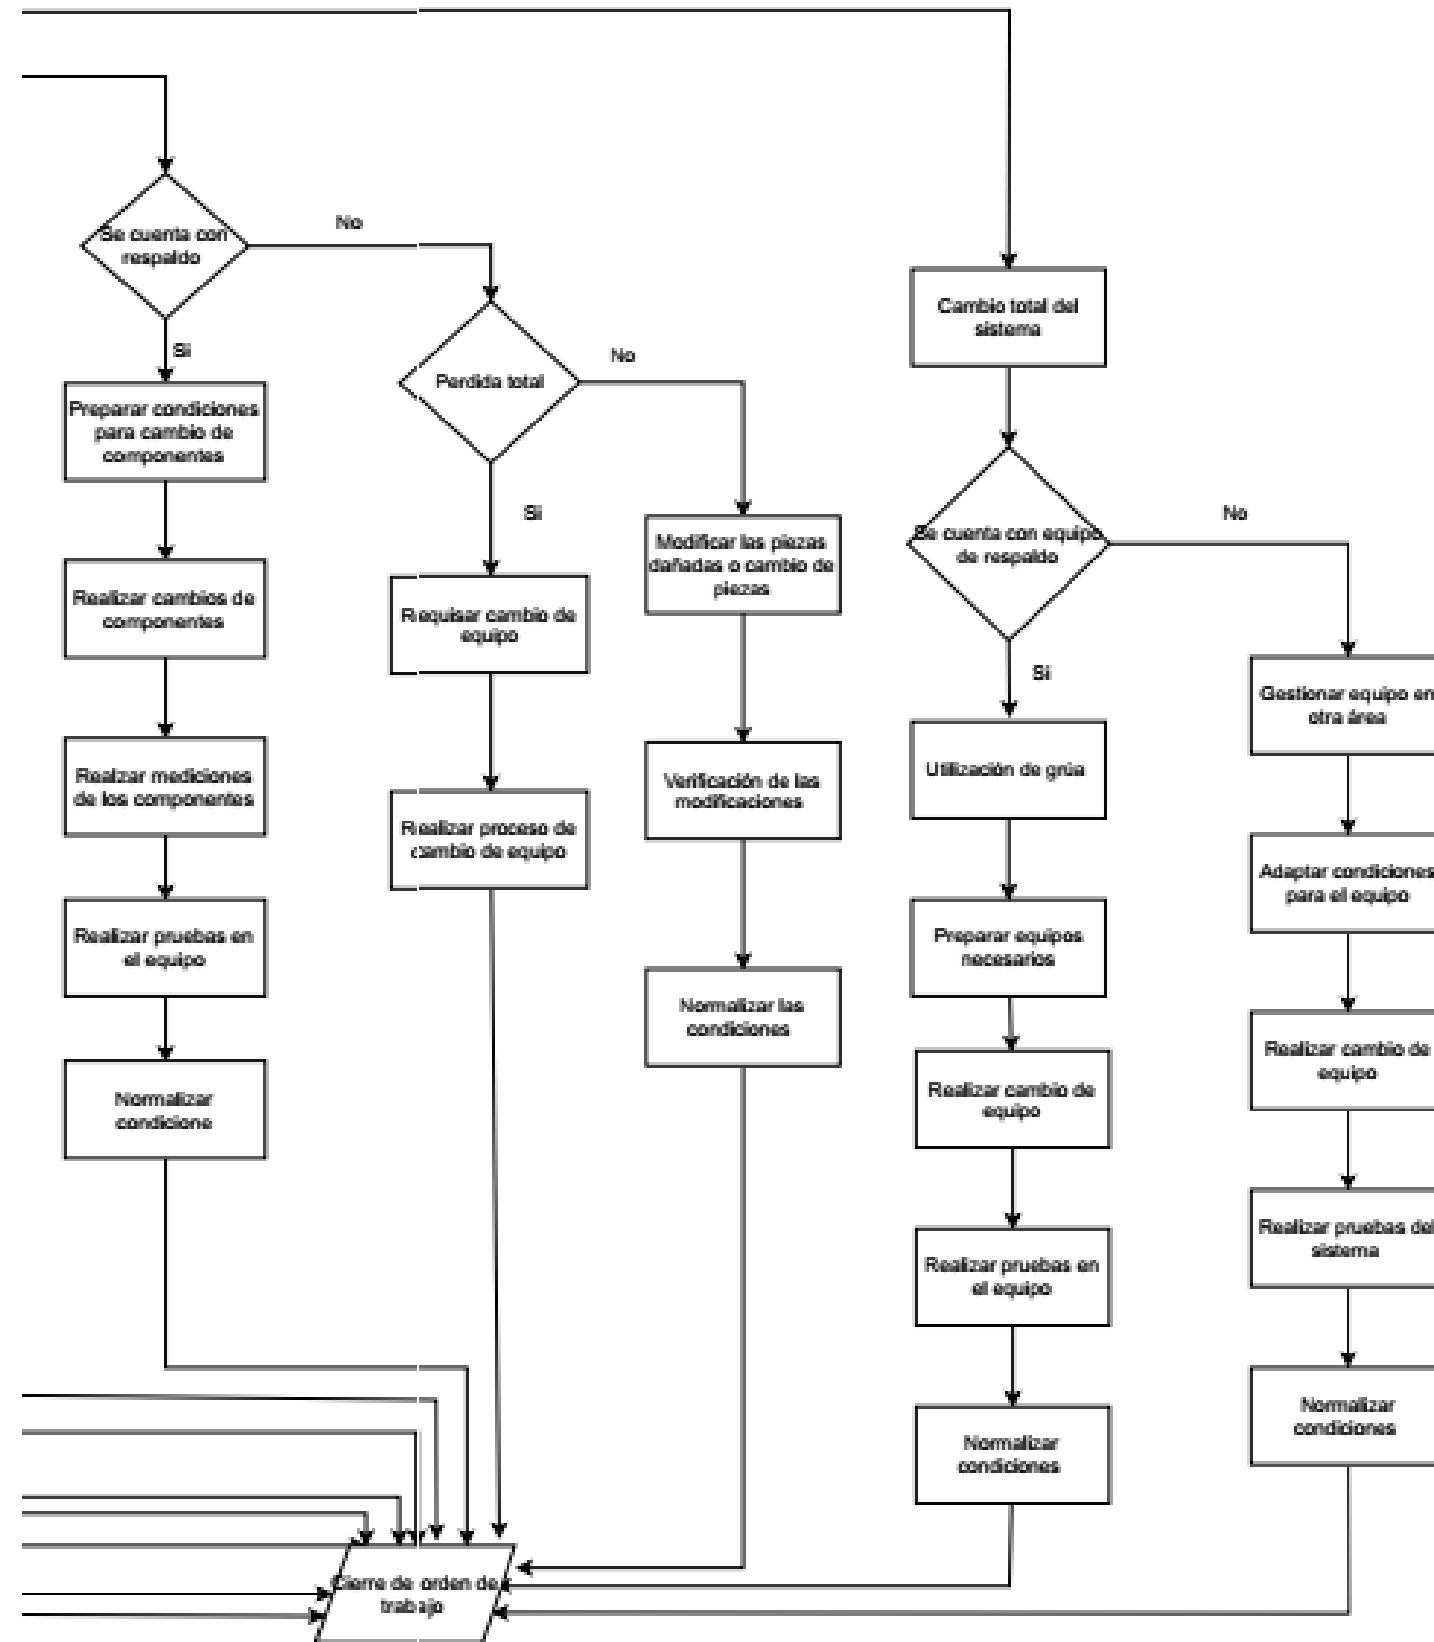 Se cuenta con
respaldo
No
Si
Preparar condiciones
para cambio de
componentes
Realizar cambios de
componentes
Realzar mediciones
de los componentes
Realizar pruebas en
el equipo
Normalizar
condicione
Perdida total
No
Si
Requisar cambio de
equipo
Realizar proceso de
cambio de equipo
Modificar las piezas
dañadas o cambio de
piezas
Verificación de las
modificaciones
Normalizar las
condiciones
Cambio total del
sistema
Se cuenta con equipo
de respaldo
No
Si
Utilización de grúa
Preparar equipos
necesarios
Realizar cambio de
equipo
Realizar pruebas en
el equipo
Normalizar
condiciones
Gestionar equipo en
otra área
Adaptar condiciones
para el equipo
Realizar cambio de
equipo
Realizar pruebas del
sistema
Normalizar
condiciones
Cierre de orden de
trabajo